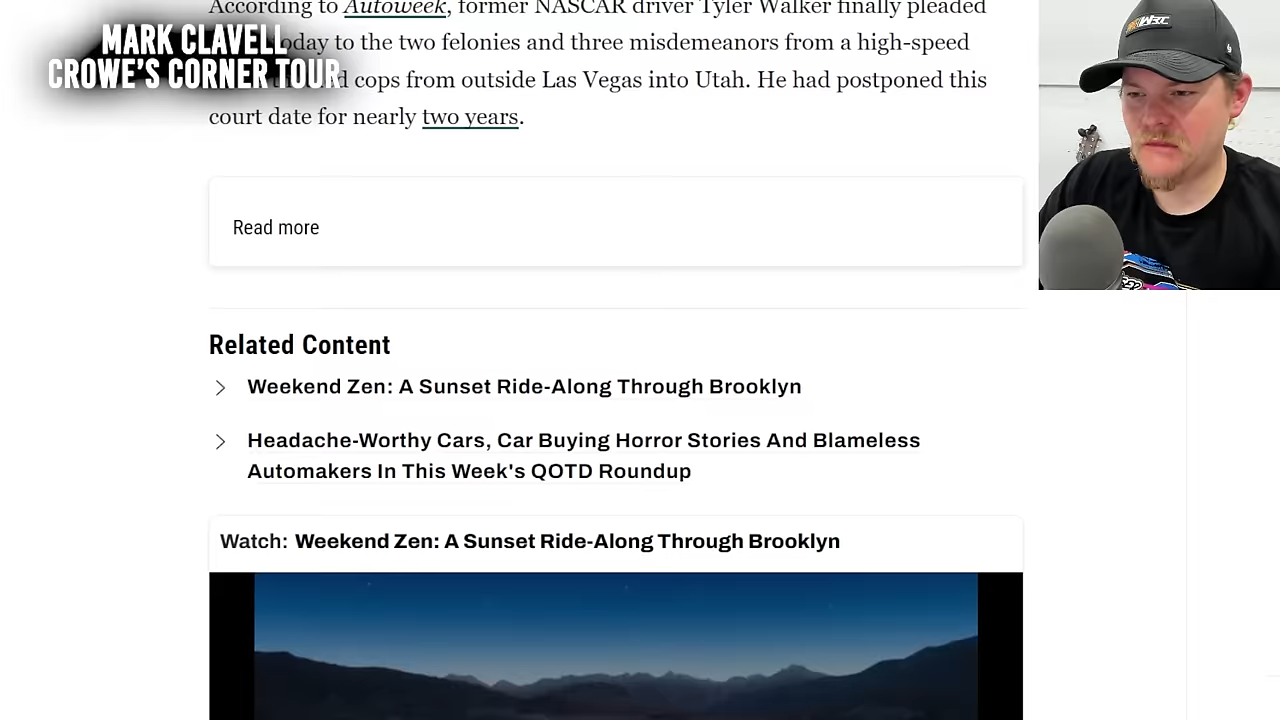 According to Autoweek, former NASCAR driver Tyler Walker finally pleaded
MARK CLAVELL
oday to the two felonies and three misdemeanors from a high-speed
CROWE'S CORNER TOUR
d cops from outside Las Vegas into Utah. He had postponed this
court date for nearly two years.
Read more
Related Content
Weekend Zen: A Sunset Ride-Along Through Brooklyn
Headache-Worthy Cars, Car Buying Horror Stories And Blameless
Automakers In This Week's QOTD Roundup
Watch: Weekend Zen: A Sunset Ride-Along Through Brooklyn